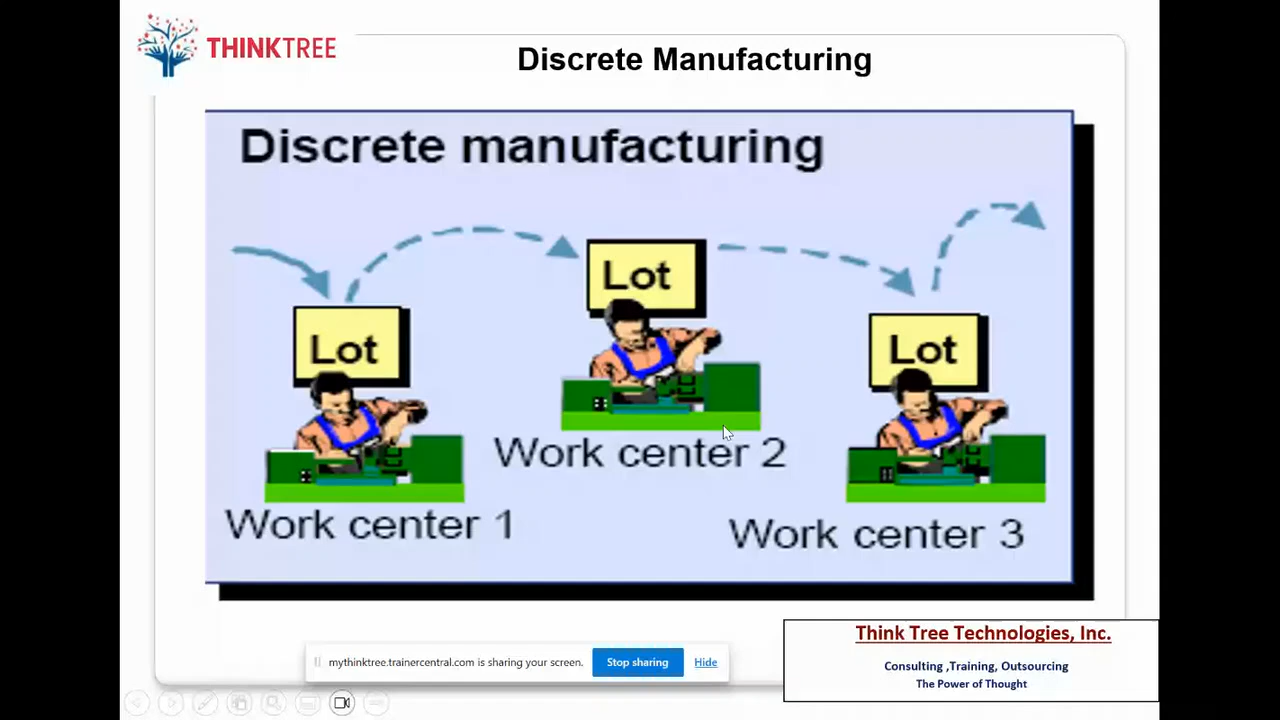 THINKTREE
Discrete Manufacturing
Discrete manufacturing
Lot
Lot
Lot
Work center 1
Work center 2
Work center 3
mythinktree.trainercentral.com is sharing your screen.
Stop sharing
Hide
Think Tree Technologies, Inc.
Consulting ,Training, Outsourcing
The Power of Thought